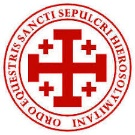 ORDO EQUESTRIS SANCTI SEPULCRI HIEROSOLYMITANI